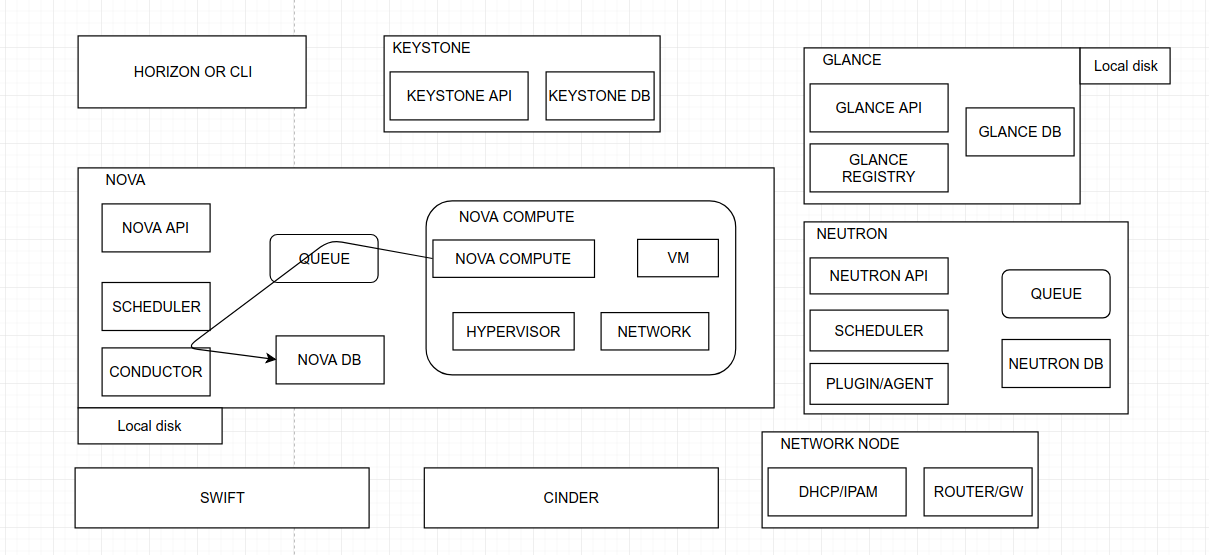 HORIZON OR CLI
KEYSTONE
KEYSTONE API
KEYSTONE DB
GLANCE
Local disk
GLANCE API
GLANCE DB
GLANCE
REGISTRY
NOVA
NOVA API
QUEUE
SCHEDULER
CONDUCTOR
NOVA DB
NOVA COMPUTE
NOVA COMPUTE
VM
HYPERVISOR
NETWORK
Local disk
NEUTRON
NEUTRON API
QUEUE
SCHEDULER
NEUTRON DB
PLUGIN/AGENT
SWIFT
CINDER
NETWORK NODE
DHCP/IPAM
ROUTER/GW